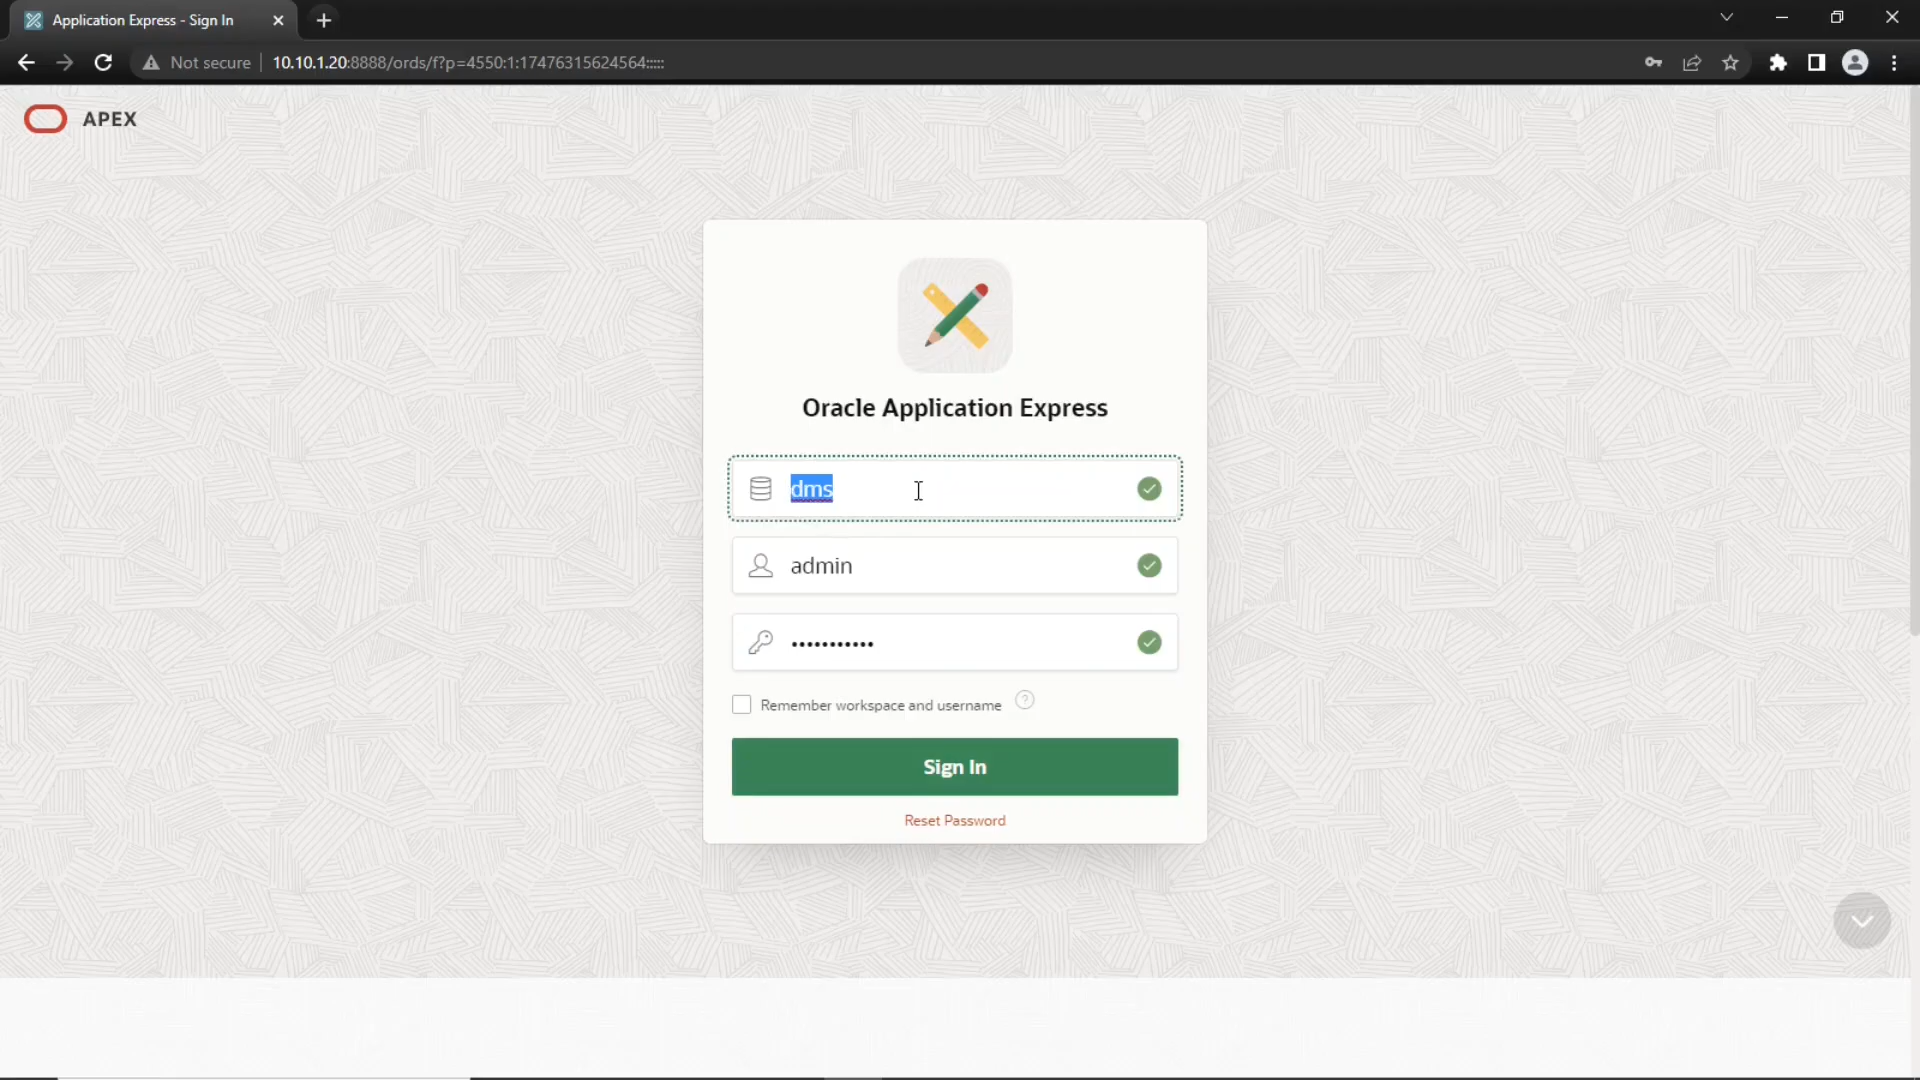 Application Express - Sign In
Not secure
10.10.1.20:8888/ords/f?p=4550:1:17476315624564:::::
APEX
Oracle Application Express
dms
admin
•••••••••••
Remember workspace and username
?
Sign In
Reset Password